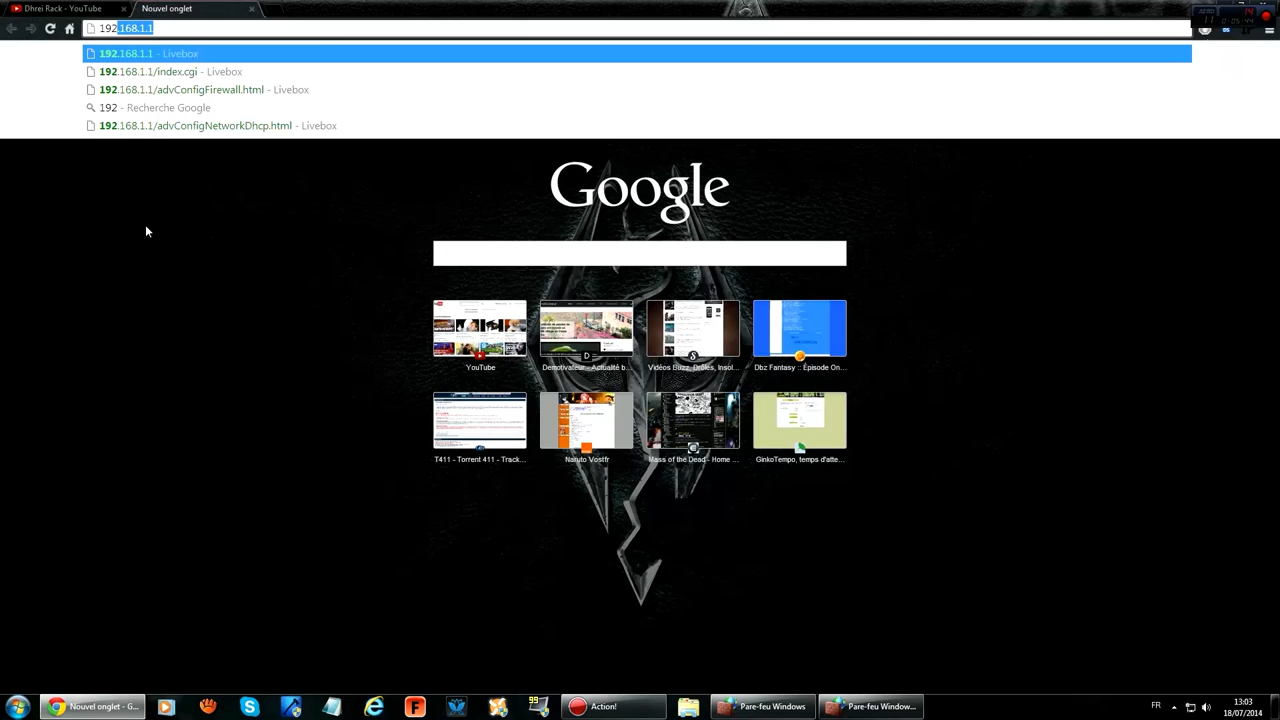 Dhrei Rack - YouTube
Nouvel onglet
192.168.1.1
192.168.1.1 - Livebox
192.168.1.1/index.cgi - Livebox
192.168.1.1/advConfigFirewall.html - Livebox
192 - Recherche Google
192.168.1.1/advConfigNetworkDhcp.html - Livebox
Google
YouTube
Demotivateur - Actualité b...
Vidéos Buzz, Drôles, Insol...
Dbz Fantasy :: Épisode On...
T411 - Torrent 411 - Track...
Naruto Vostfr
Mass of the Dead - Home ...
GinkoTempo, temps d'atte...
Nouvel onglet - G...
Action!
Pare-feu Windows
Pare-feu Window...
FR
13:03
18/07/2014